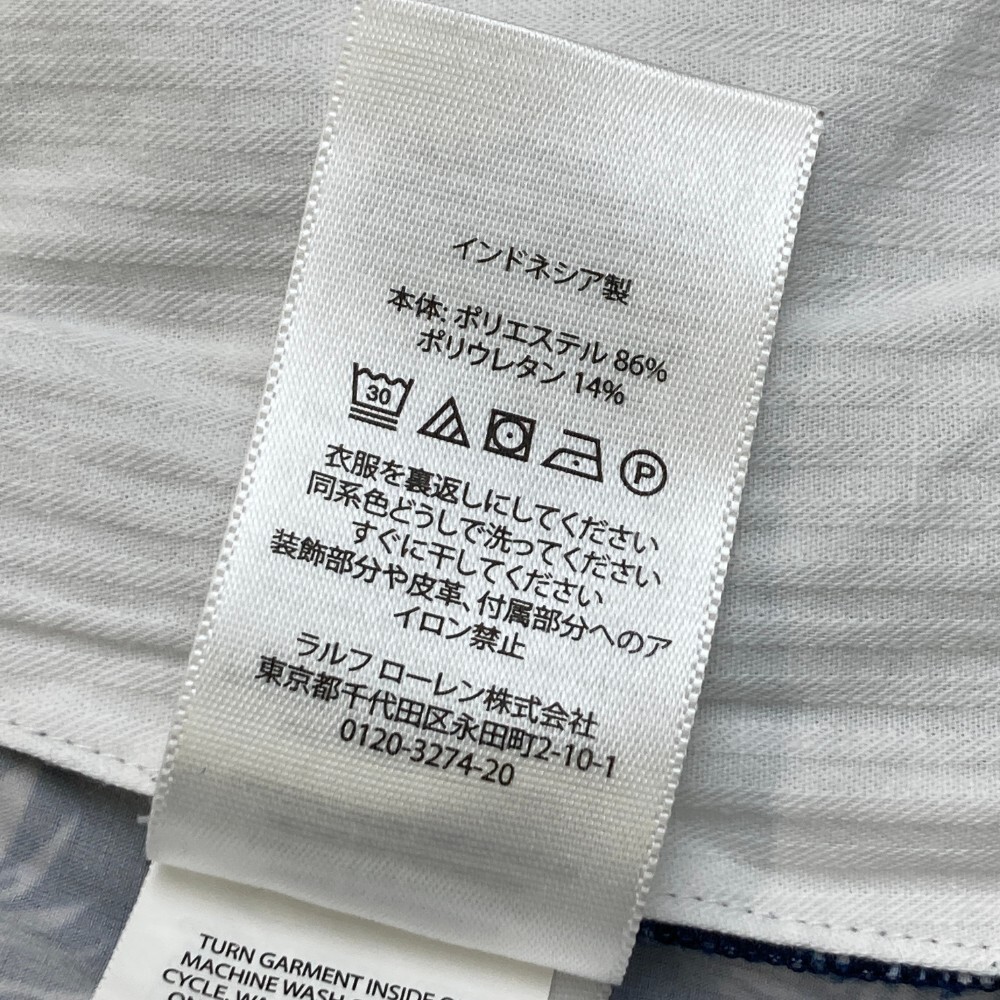 インドネシア製
本体: ポリエステル 86%
ポリウレタン 14%
30
P
衣服を裏返しにしてください
同系色どうしで洗ってください
すぐに干してください
装飾部分や皮革、付属部分へのア
イロン禁止
ラルフ ローレン株式会社
東京都千代田区永田町2-10-1
0120-3274-20
TURN GARMENT INSIDE
MACHINE WASH
CYCLE.